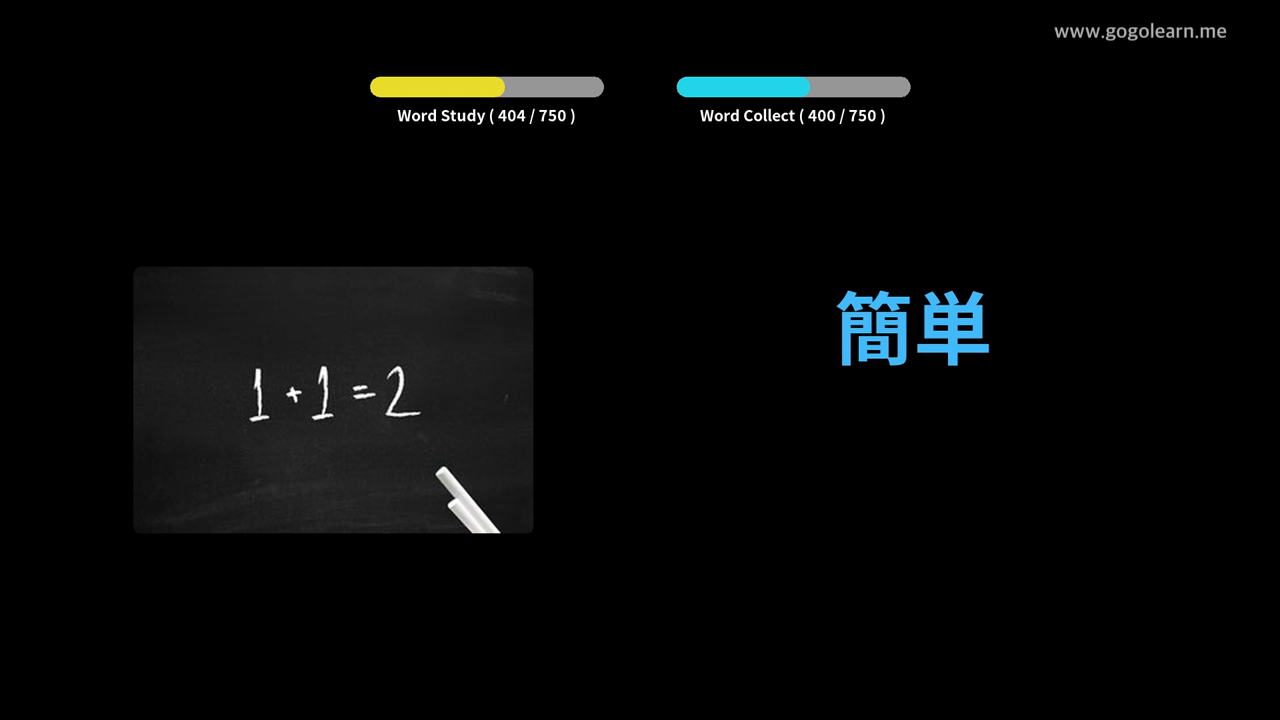 www.gogolearn.me
Word Study ( 404 / 750 )
Word Collect ( 400 / 750 )
1 + 1 = 2
簡単